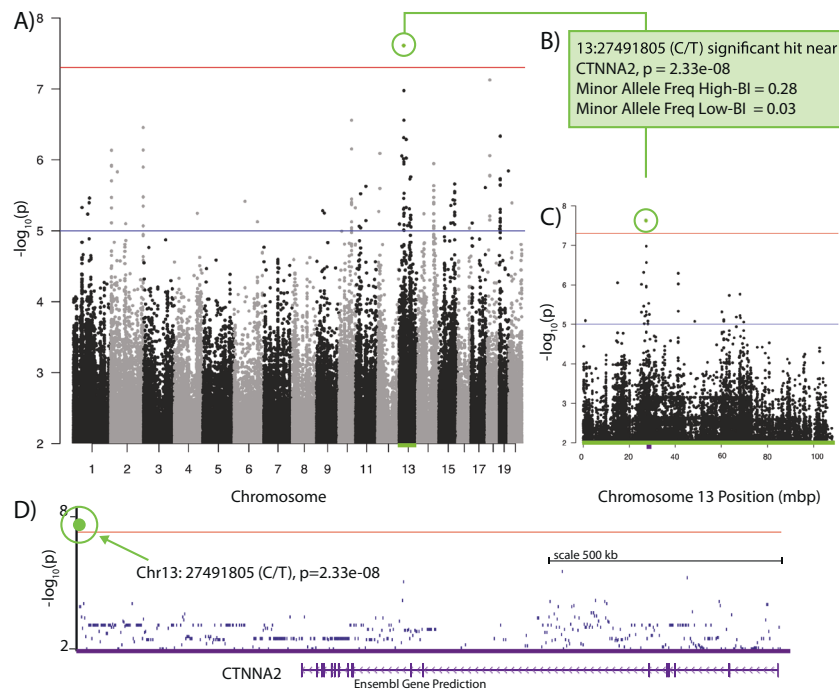 A)
8
7
6
5
4
3
2
-log10(p)
1 2 3 4 5 6 7 8 9 11 13 15 17 19
Chromosome
B)
13:27491805 (C/T) significant hit near
CTNNA2, p = 2.33e-08
Minor Allele Freq High-BI = 0.28
Minor Allele Freq Low-BI = 0.03
C)
8
7
6
5
4
3
2
-log10(p)
0 20 40 60 80 100
Chromosome 13 Position (mbp)
D)
8
2
-log10(p)
Chr13: 27491805 (C/T), p=2.33e-08
scale 500 kb
CTNNA2
Ensembl Gene Prediction